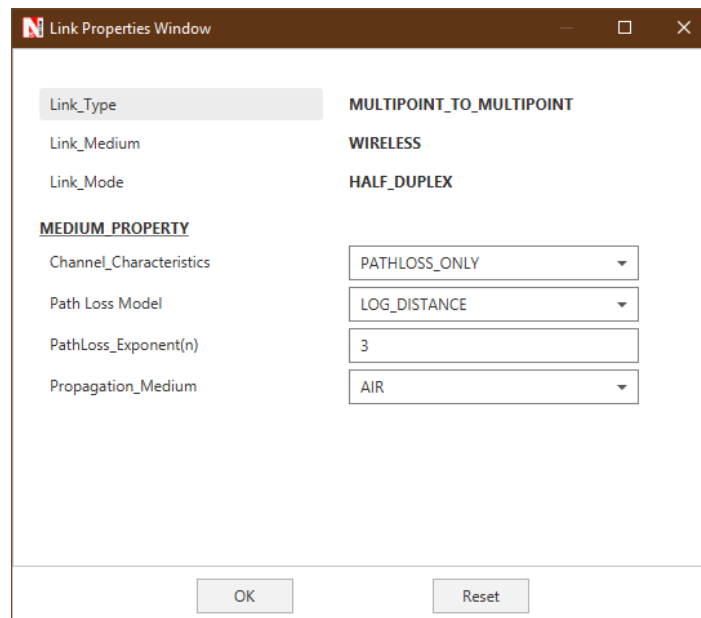 Link Properties Window
Link_Type MULTIPOINT_TO_MULTIPOINT
Link_Medium WIRELESS
Link_Mode HALF_DUPLEX
MEDIUM_PROPERTY
Channel_Characteristics PATHLOSS_ONLY
Path Loss Model LOG_DISTANCE
PathLoss_Exponent(n) 3
Propagation_Medium AIR
OK Reset